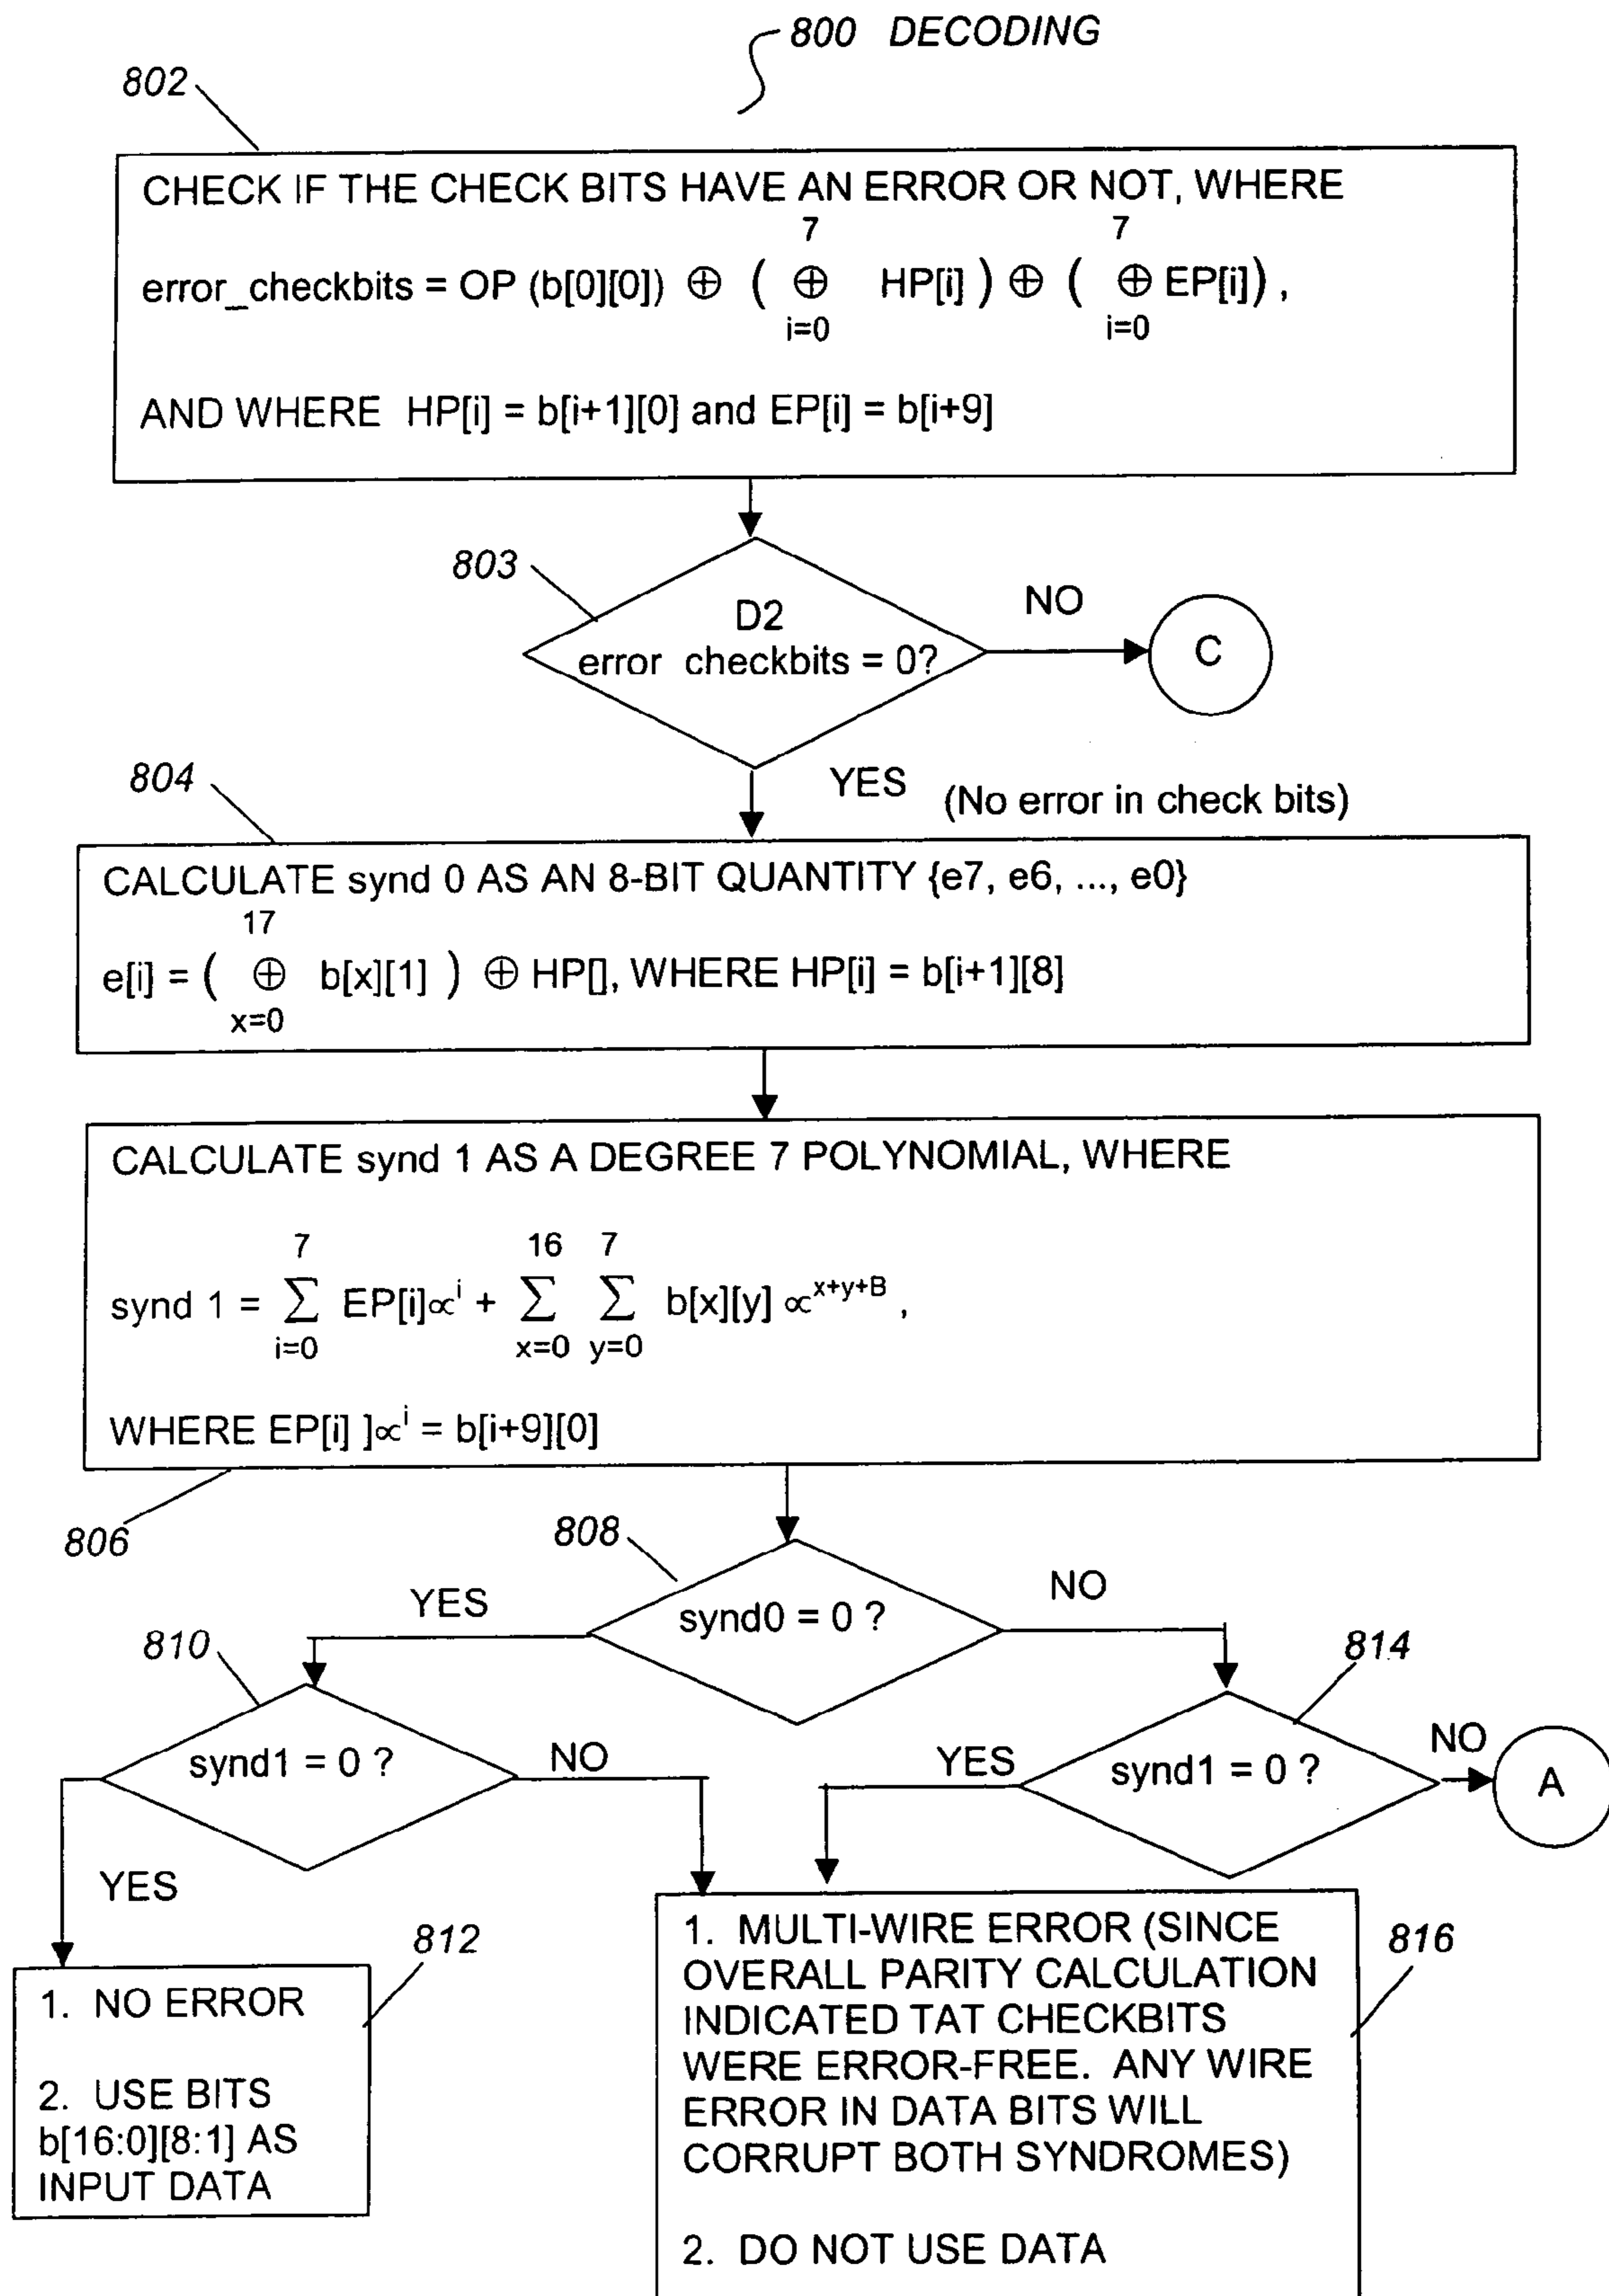 800 DECODING
802
CHECK IF THE CHECK BITS HAVE AN ERROR OR NOT, WHERE
7 7
error_checkbits = OP (b[0][0]) ⊕ ( ⊕ HP[i] ) ⊕ ( ⊕ EP[i]) ,
i=0 i=0
AND WHERE HP[i] = b[i+1][0] and EP[i] = b[i+9]
803
D2
error checkbits = 0?
NO
C
YES (No error in check bits)
804
CALCULATE synd 0 AS AN 8-BIT QUANTITY {e7, e6, ..., e0}
17
e[i] = ( ⊕ b[x][1] ) ⊕ HP[], WHERE HP[i] = b[i+1][8]
x=0
CALCULATE synd 1 AS A DEGREE 7 POLYNOMIAL, WHERE
7 16 7
synd 1 = ∑ EP[i]∝^i + ∑ ∑ b[x][y] ∝^x+y+B ,
i=0 x=0 y=0
WHERE EP[i] ]∝^i = b[i+9][0]
806
808
synd0 = 0 ?
YES
NO
810
synd1 = 0 ?
NO
YES
814
synd1 = 0 ?
YES
NO
A
812
1. NO ERROR
2. USE BITS
b[16:0][8:1] AS
INPUT DATA
816
1. MULTI-WIRE ERROR (SINCE
OVERALL PARITY CALCULATION
INDICATED TAT CHECKBITS
WERE ERROR-FREE. ANY WIRE
ERROR IN DATA BITS WILL
CORRUPT BOTH SYNDROMES)
2. DO NOT USE DATA